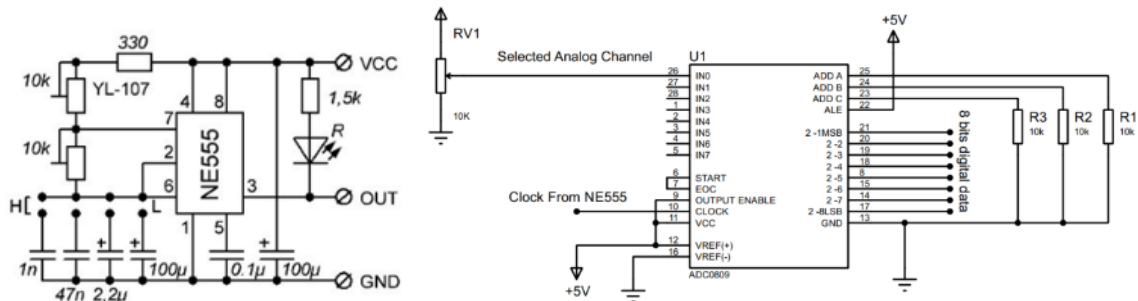 330
VCC
10k
YL-107
1,5k
4 8
7
10k
2
NE555
R
6
3
OUT
H[
L
1
5
1n
47n
2,2µ
100µ
0.1µ
100µ
GND
+5V
RV1
10K
Selected Analog Channel
Clock From NE555
+5V
U1
26 IN0
27 IN1
28 IN2
1 IN3
2 IN4
3 IN5
4 IN6
5 IN7
6 START
7 EOC
9 OUTPUT ENABLE
10 CLOCK
11 VCC
12 VREF(+)
16 VREF(-)
ADC0809
ADD A 25
ADD B 24
ADD C 23
ALE 22
2 -1MSB 21
2 -2 20
2 -3 19
2 -4 18
2 -5 8
2 -6 15
2 -7 14
2 -8LSB 17
GND 13
+5V
8 bits digital data
R3
10k
R2
10k
R1
10k